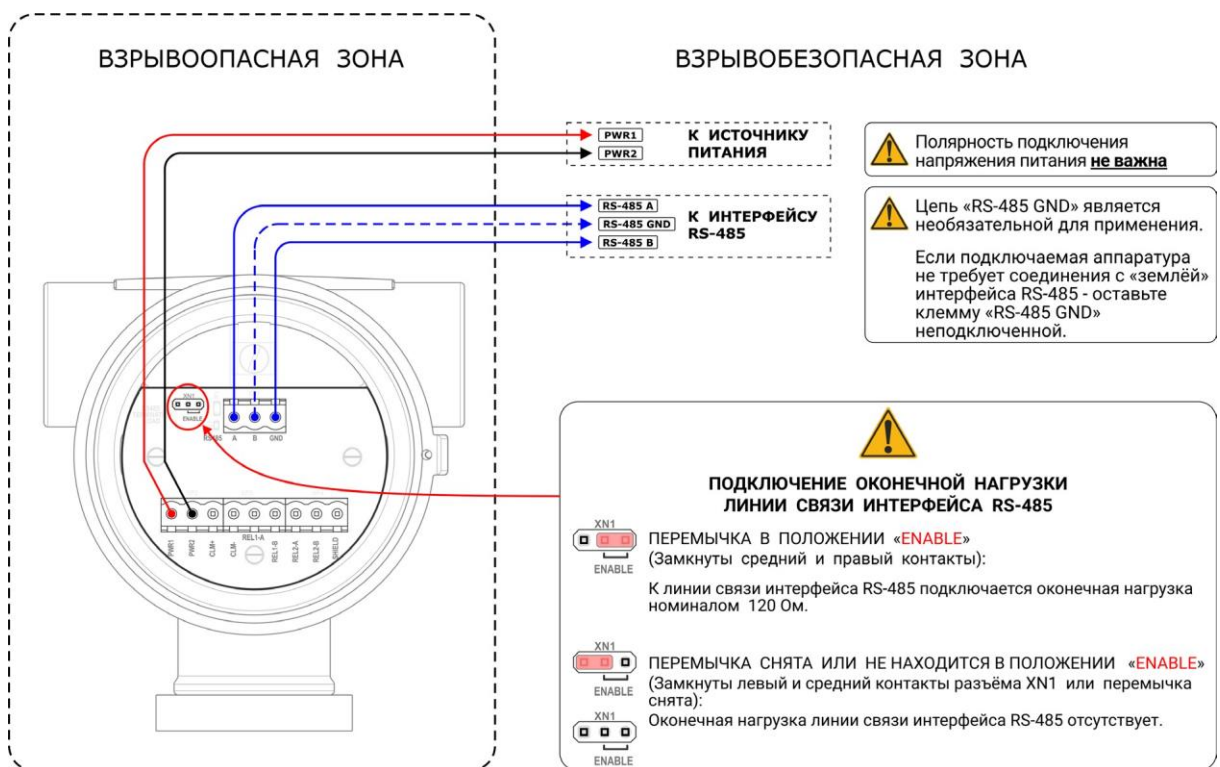 ВЗРЫВООПАСНАЯ ЗОНА
ВЗРЫВОБЕЗОПАСНАЯ ЗОНА
PWR1
PWR2
К ИСТОЧНИКУ
ПИТАНИЯ
Полярность подключения
напряжения питания не важна
RS-485 A
RS-485 GND
RS-485 B
К ИНТЕРФЕЙСУ
RS-485
Цепь «RS-485 GND» является
необязательной для применения.
Если подключаемая аппаратура
не требует соединения с «землёй»
интерфейса RS-485 - оставьте
клемму «RS-485 GND»
неподключенной.
XN1
ENABLE
RS485 A B GND
PWR1
PWR2
CLM+
CLM-
REL1-A
REL1-B
REL2-A
REL2-B
SHIELD
ПОДКЛЮЧЕНИЕ ОКОНЕЧНОЙ НАГРУЗКИ
ЛИНИИ СВЯЗИ ИНТЕРФЕЙСА RS-485
XN1
ENABLE
ПЕРЕМЫЧКА В ПОЛОЖЕНИИ «ENABLE»
(Замкнуты средний и правый контакты):
К линии связи интерфейса RS-485 подключается оконечная нагрузка
номиналом 120 Ом.
XN1
ENABLE
ПЕРЕМЫЧКА СНЯТА ИЛИ НЕ НАХОДИТСЯ В ПОЛОЖЕНИИ «ENABLE»
(Замкнуты левый и средний контакты разъёма XN1 или перемычка
снята):
XN1
ENABLE
Оконечная нагрузка линии связи интерфейса RS-485 отсутствует.